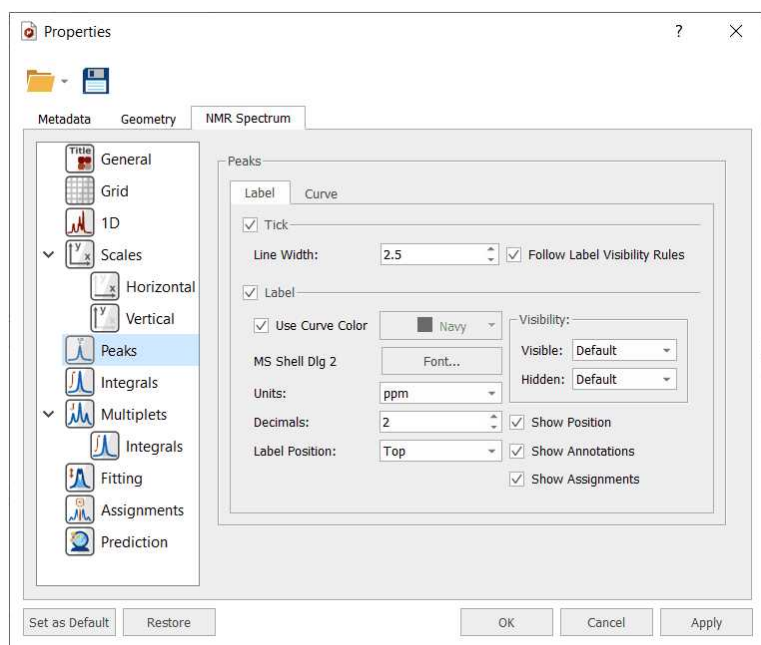 Properties
?
Metadata Geometry NMR Spectrum
Title
General
Grid
1D
Scales
Horizontal
Vertical
Peaks
Integrals
Multiplets
Integrals
Fitting
Assignments
Prediction
Peaks
Label Curve
Tick
Line Width: 2.5 Follow Label Visibility Rules
Label
Use Curve Color Navy
Visibility:
Visible: Default
MS Shell Dlg 2 Font...
Hidden: Default
Units: ppm
Decimals: 2 Show Position
Label Position: Top Show Annotations
Show Assignments
Set as Default Restore OK Cancel Apply